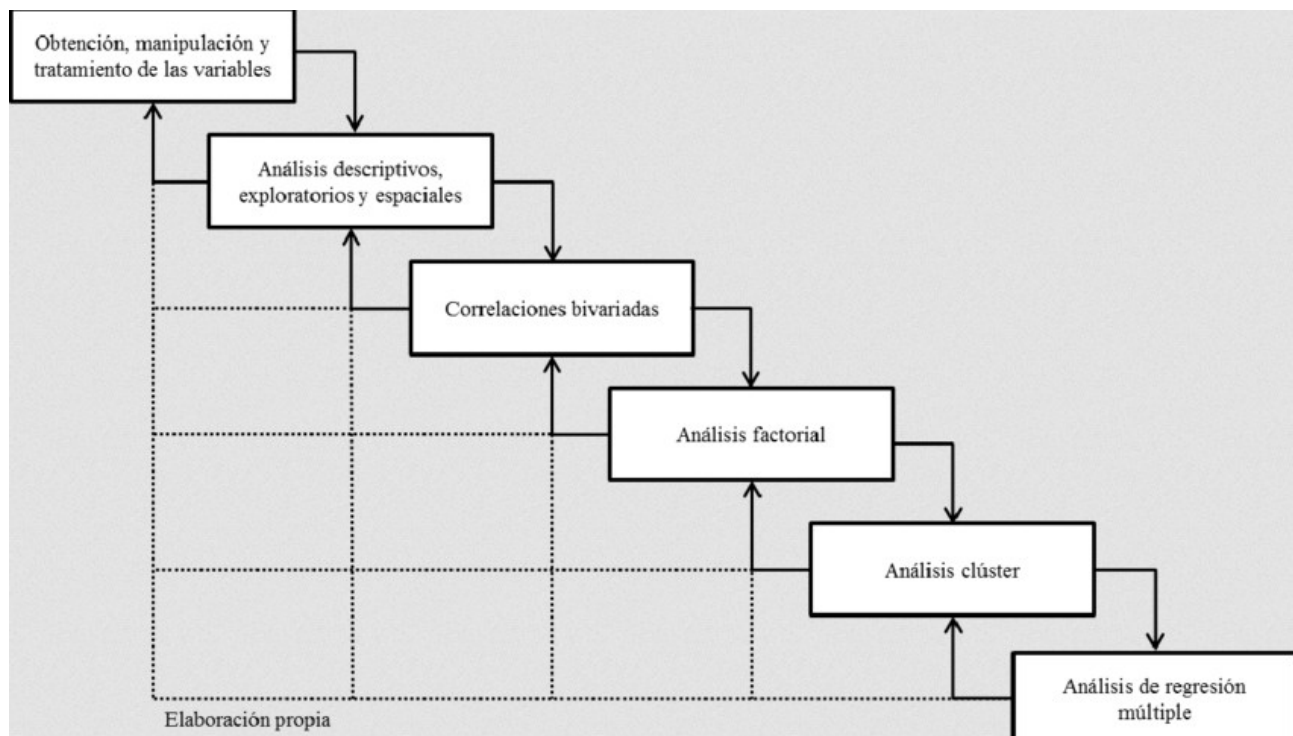 Obtención, manipulación y
tratamiento de las variables
Análisis descriptivos,
exploratorios y espaciales
Correlaciones bivariadas
Análisis factorial
Análisis clúster
Análisis de regresión
múltiple
Elaboración propia